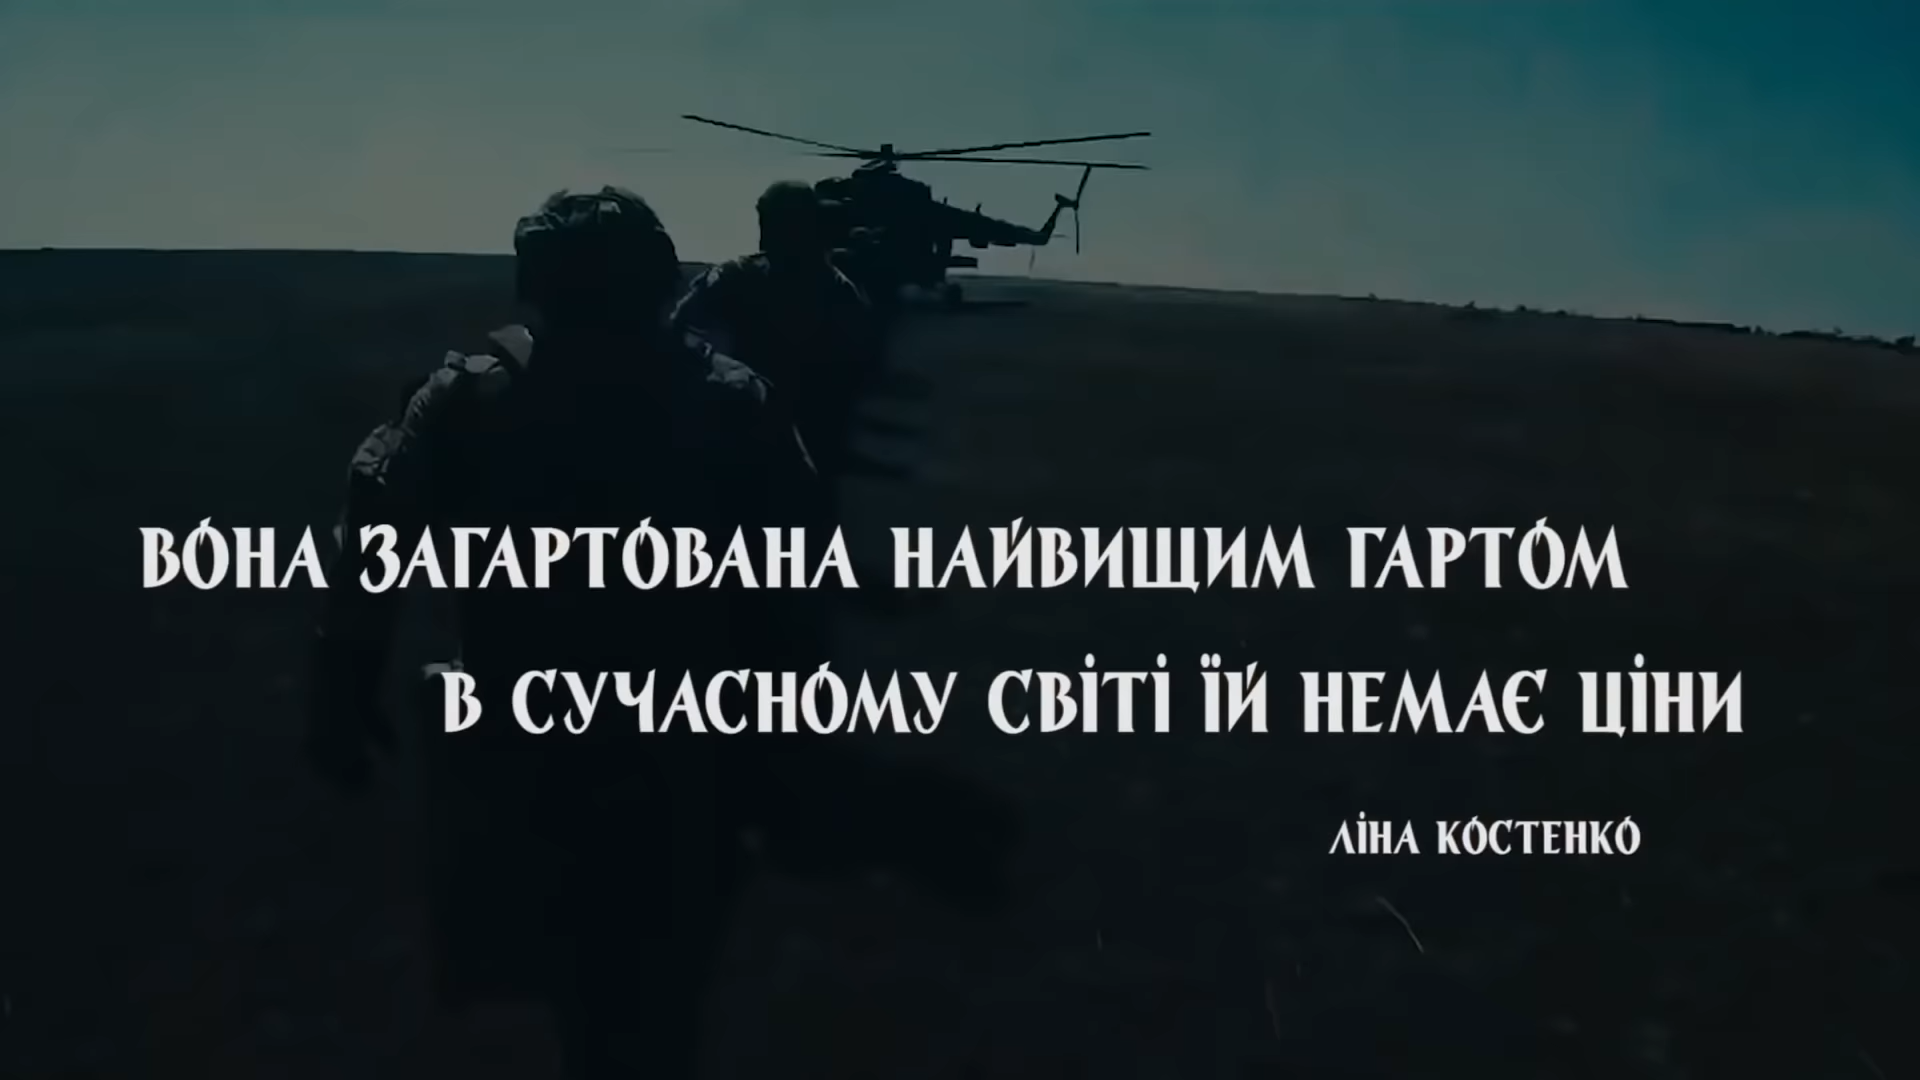 ВОНА ЗАГАРТОВАНА НАЙВИЩИМ ГАРТОМ
В СУЧАСНОМУ СВІТІ ЇЙ НЕМАЄ ЦІНИ
ЛІНА КОСТЕНКО